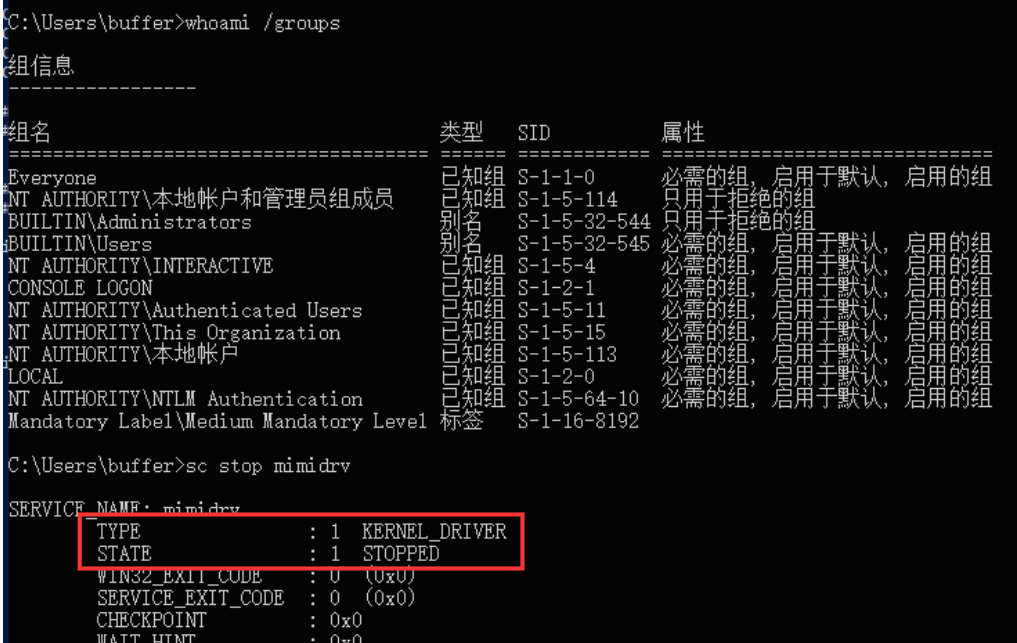 C:\Users\buffer>whoami /groups
组信息
-----------------
组名 类型 SID 属性
====================================== ====== ============ ==============================
Everyone 已知组 S-1-1-0 必需的组, 启用于默认, 启用的组
NT AUTHORITY\本地帐户和管理员组成员 已知组 S-1-5-114 只用于拒绝的组
BUILTIN\Administrators 别名 S-1-5-32-544 只用于拒绝的组
BUILTIN\Users 别名 S-1-5-32-545 必需的组, 启用于默认, 启用的组
NT AUTHORITY\INTERACTIVE 已知组 S-1-5-4 必需的组, 启用于默认, 启用的组
CONSOLE LOGON 已知组 S-1-2-1 必需的组, 启用于默认, 启用的组
NT AUTHORITY\Authenticated Users 已知组 S-1-5-11 必需的组, 启用于默认, 启用的组
NT AUTHORITY\This Organization 已知组 S-1-5-15 必需的组, 启用于默认, 启用的组
NT AUTHORITY\本地帐户 已知组 S-1-5-113 必需的组, 启用于默认, 启用的组
LOCAL 已知组 S-1-2-0 必需的组, 启用于默认, 启用的组
NT AUTHORITY\NTLM Authentication 已知组 S-1-5-64-10 必需的组, 启用于默认, 启用的组
Mandatory Label\Medium Mandatory Level 标签 S-1-16-8192
C:\Users\buffer>sc stop mimidrv
SERVICE_NAME: mimidrv
TYPE : 1 KERNEL_DRIVER
STATE : 1 STOPPED
WIN32_EXIT_CODE : 0 (0x0)
SERVICE_EXIT_CODE : 0 (0x0)
CHECKPOINT : 0x0
WAIT_HINT : 0x0